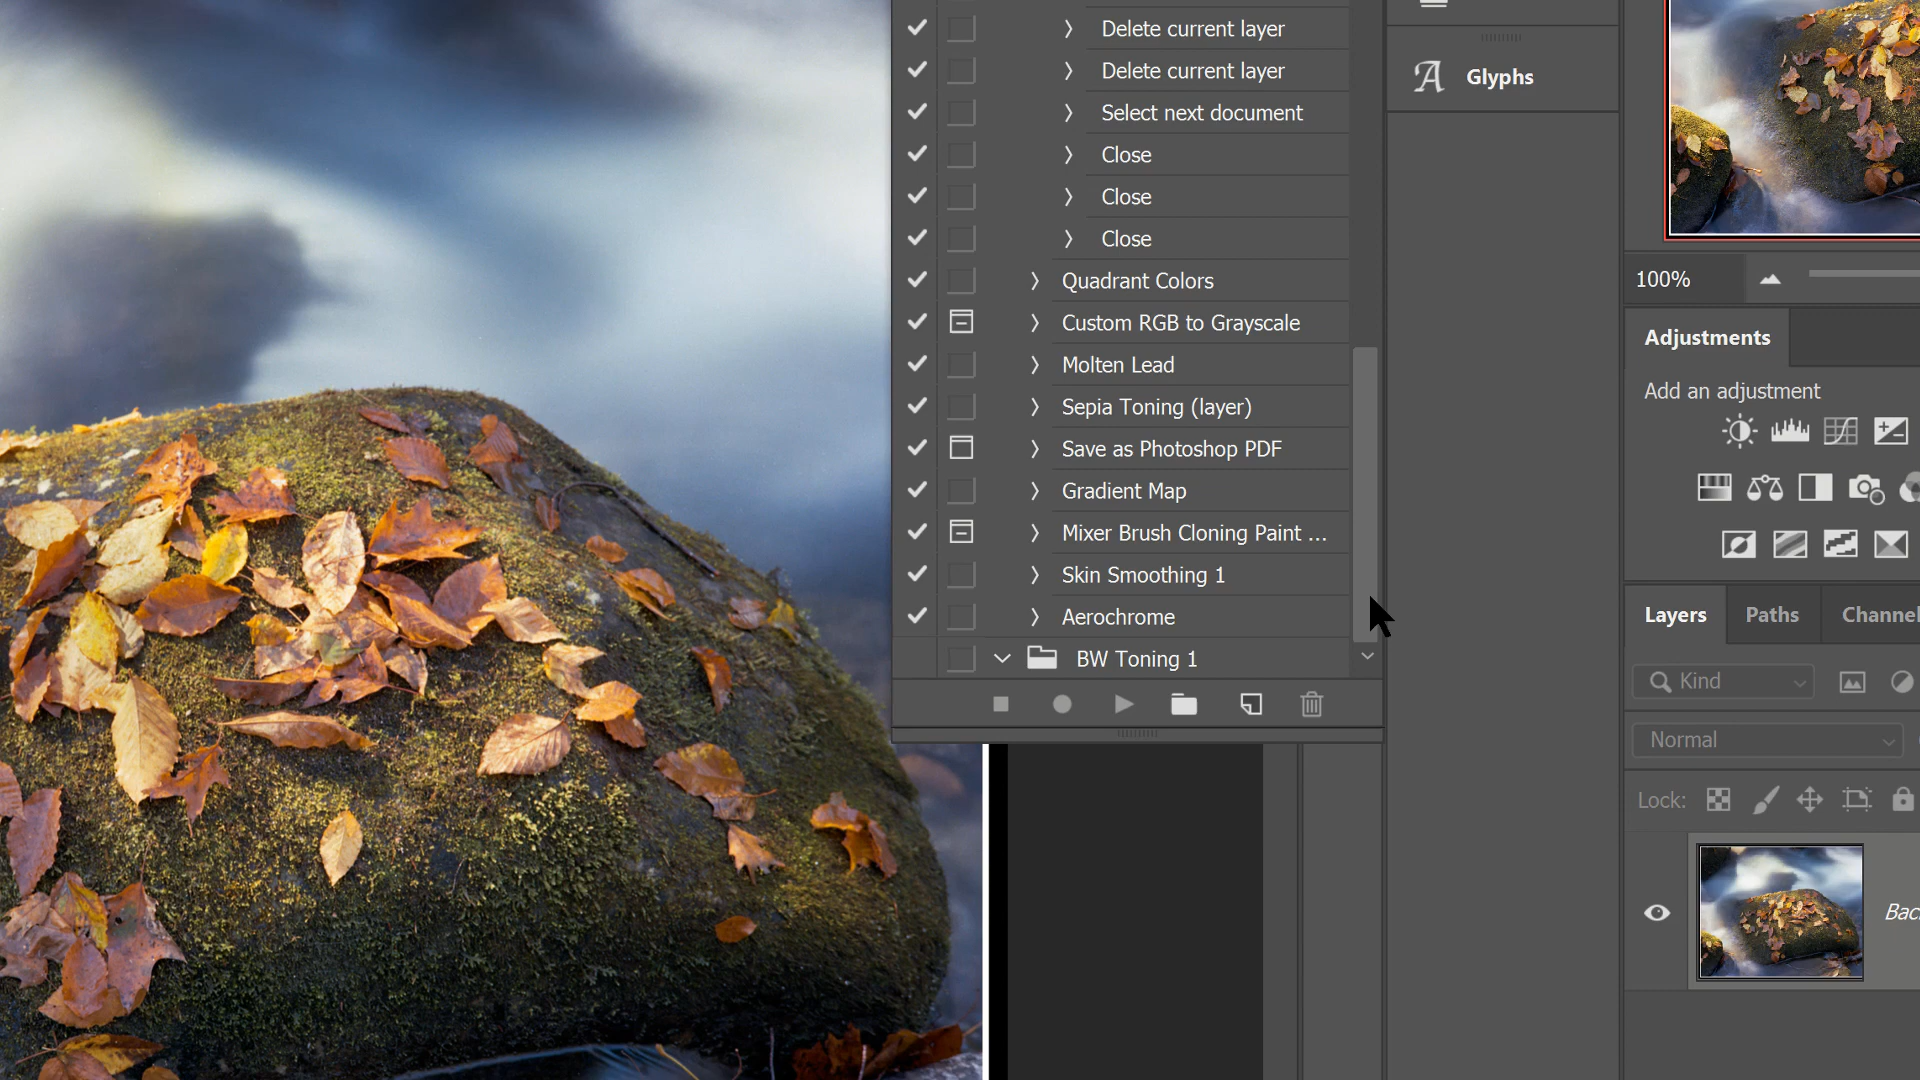 Delete current layer
Delete current layer
Select next document
Close
Close
Close
Quadrant Colors
Custom RGB to Grayscale
Molten Lead
Sepia Toning (layer)
Save as Photoshop PDF
Gradient Map
Mixer Brush Cloning Paint ...
Skin Smoothing 1
Aerochrome
BW Toning 1
Glyphs
100%
Adjustments
Add an adjustment
Layers Paths Channel
Kind
Normal
Lock:
Bac